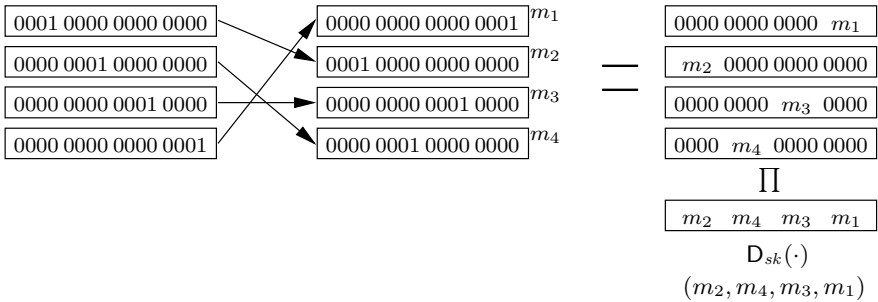 0001 0000 0000 0000
0000 0001 0000 0000
0000 0000 0001 0000
0000 0000 0000 0001
0000 0000 0000 0001 m₁
0001 0000 0000 0000 m₂
0000 0000 0001 0000 m₃
0000 0001 0000 0000 m₄
=
0000 0000 0000 m₁
m₂ 0000 0000 0000
0000 0000 m₃ 0000
0000 m₄ 0000 0000
∏
m₂ m₄ m₃ m₁
D_{sk}(·)
(m₂, m₄, m₃, m₁)